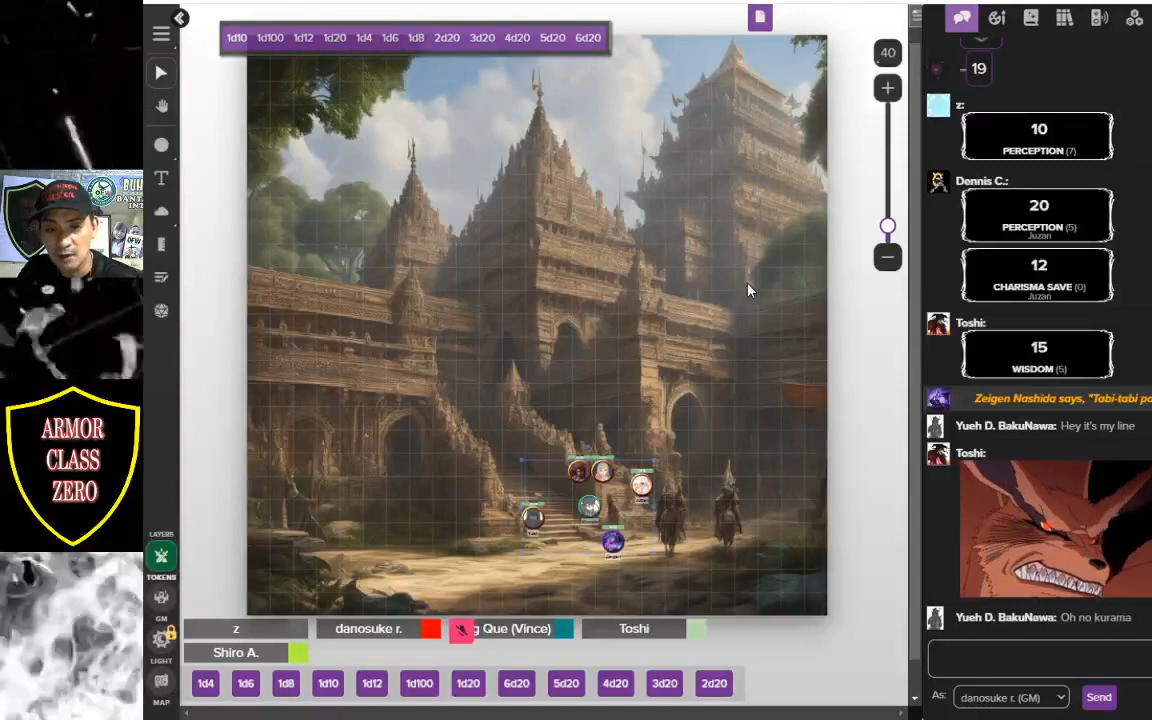 1d10 1d100 1d12 1d20 1d4 1d6 1d8 2d20 3d20 4d20 5d20 6d20
40
19
z:
10
PERCEPTION (7)
Dennis C.:
20
PERCEPTION (5)
Juzan
12
CHARISMA SAVE (0)
Juzan
Toshi:
15
WISDOM (5)
Zeigen Nashida says, "Tabi-tabi po
Yueh D. BakuNawa: Hey it's my line
Toshi:
Yueh D. BakuNawa: Oh no kurama
ARMOR
CLASS
ZERO
LAYERS
TOKENS
GM
LIGHT
MAP
z
danosuke r.
g Que (Vince)
Toshi
Shiro A.
1d4 1d6 1d8 1d10 1d12 1d100 1d20 6d20 5d20 4d20 3d20 2d20
As: danosuke r. (GM) Send